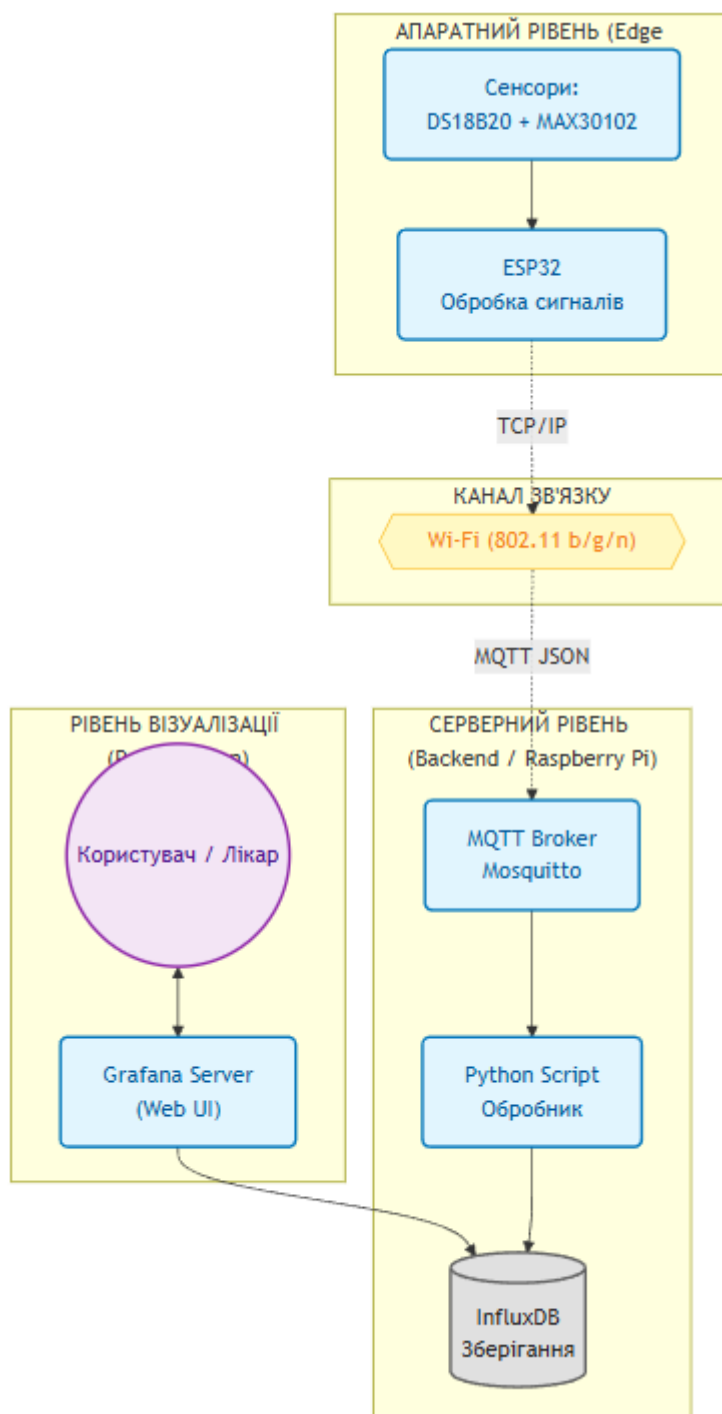 АПАРАТНИЙ РІВЕНЬ (Edge
Сенсори:
DS18B20 + MAX30102
ESP32
Обробка сигналів
TCP/IP
КАНАЛ ЗВ'ЯЗКУ
Wi-Fi (802.11 b/g/n)
MQTT JSON
РІВЕНЬ ВІЗУАЛІЗАЦІЇ
Користувач / Лікар
Grafana Server
(Web UI)
СЕРВЕРНИЙ РІВЕНЬ
(Backend / Raspberry Pi)
MQTT Broker
Mosquitto
Python Script
Обробник
InfluxDB
Зберігання